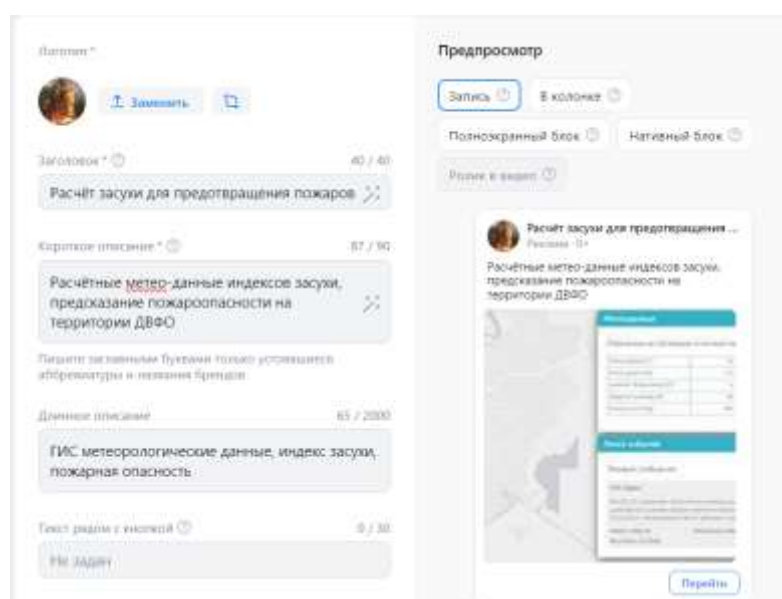 Логотип *
Заменить
Заголовок *
40 / 40
Расчёт засухи для предотвращения пожаров
Короткое описание *
87 / 90
Расчётные метео-данные индексов засухи,
предсказание пожароопасности на
территории ДВФО
Пишите заглавными буквами только устоявшиеся
аббревиатуры и названия брендов
Длинное описание
65 / 2000
ГИС метеорологические данные, индекс засухи,
пожарная опасность
Текст рядом с кнопкой
0 / 30
Не задан
Предпросмотр
Запись
В колонке
Полноэкранный блок
Нативный блок
Ролик в видео
Расчёт засухи для предотвращения ...
Реклама · 0+
Расчётные метео-данные индексов засухи,
предсказание пожароопасности на
территории ДВФО
Перейти